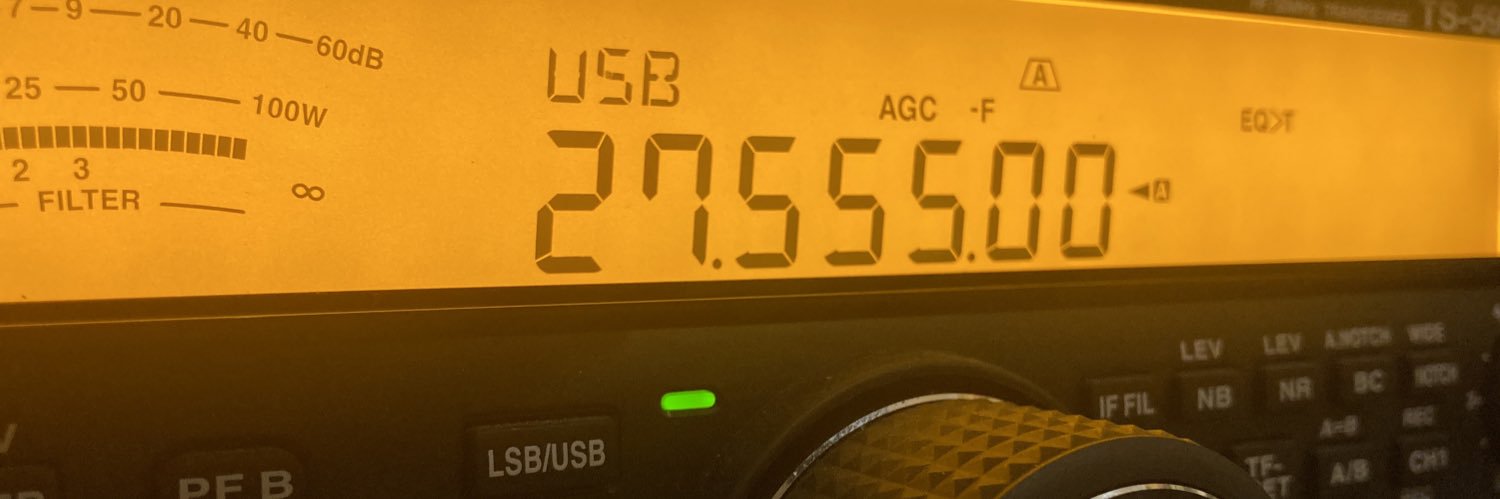 7 9 20 40 60dB
25 50 100W
2 3 ∞
FILTER
USB
A
AGC -F
EQ>T
27.555.00 A
LSB/USB
PF B
LEV LEV A.NOTCH WIDE
IF FIL NB NR BC NOTCH
A=B REC
A/B CH1